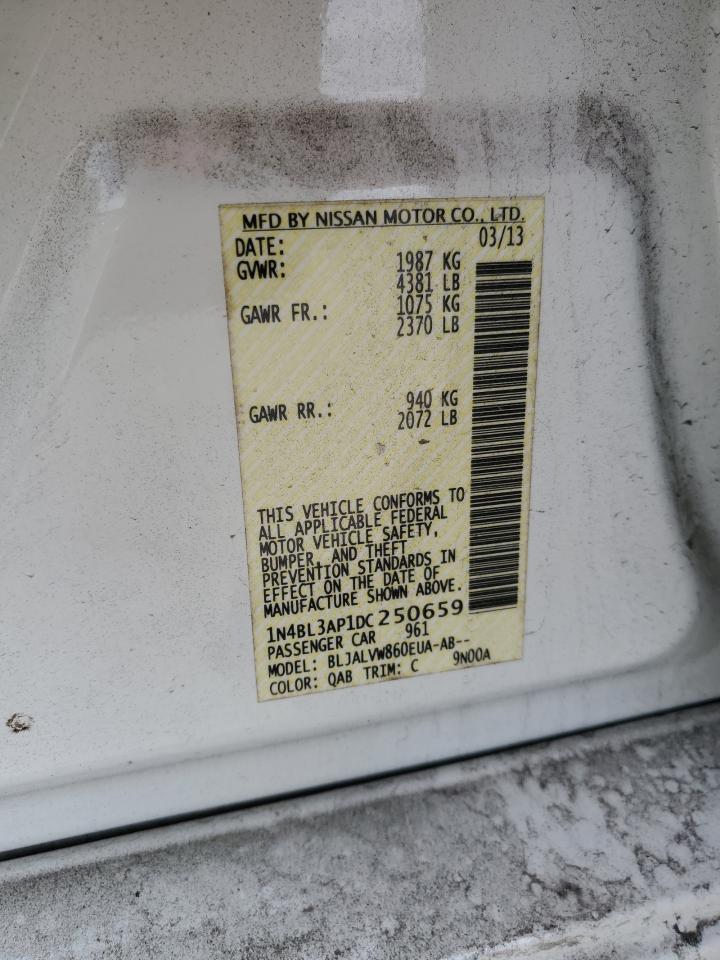 MFD BY NISSAN MOTOR CO., LTD.
DATE: 03/13
GVWR: 1987 KG
4381 LB
GAWR FR.: 1075 KG
2370 LB
GAWR RR.: 940 KG
2072 LB
THIS VEHICLE CONFORMS TO
ALL APPLICABLE FEDERAL
MOTOR VEHICLE SAFETY,
BUMPER, AND THEFT
PREVENTION STANDARDS IN
EFFECT ON THE DATE OF
MANUFACTURE SHOWN ABOVE.
1N4BL3AP1DC250659
PASSENGER CAR 961
MODEL: BLJALVW860EUA-AB--
COLOR: QAB TRIM: C 9N00A